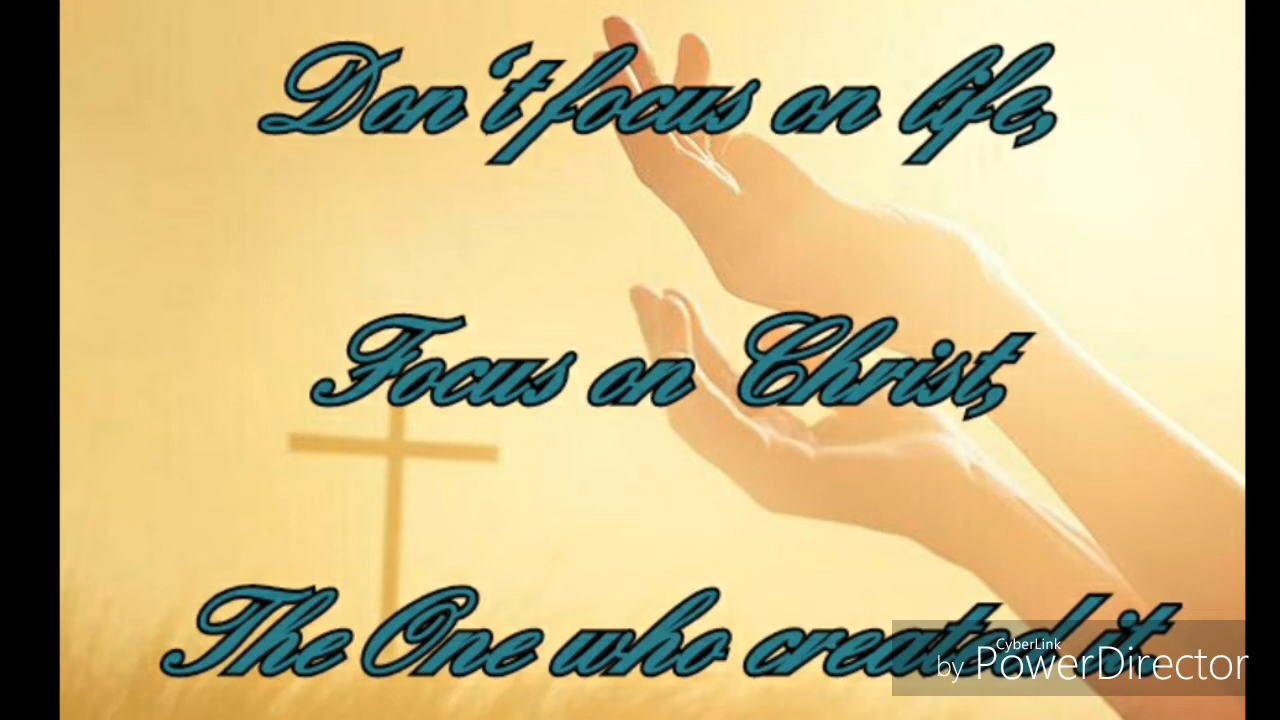 Don't focus on life,
Focus on Christ,
The One who created it.
CyberLink
by PowerDirector